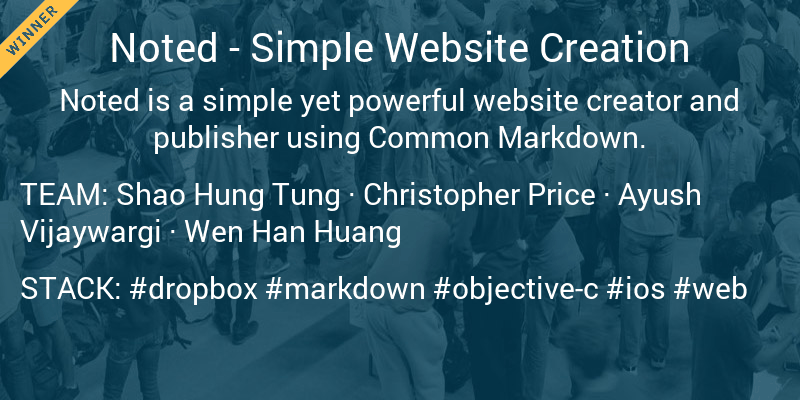 WINNER
Noted - Simple Website Creation
Noted is a simple yet powerful website creator and
publisher using Common Markdown.
TEAM: Shao Hung Tung · Christopher Price · Ayush
Vijaywargi · Wen Han Huang
STACK: #dropbox #markdown #objective-c #ios #web